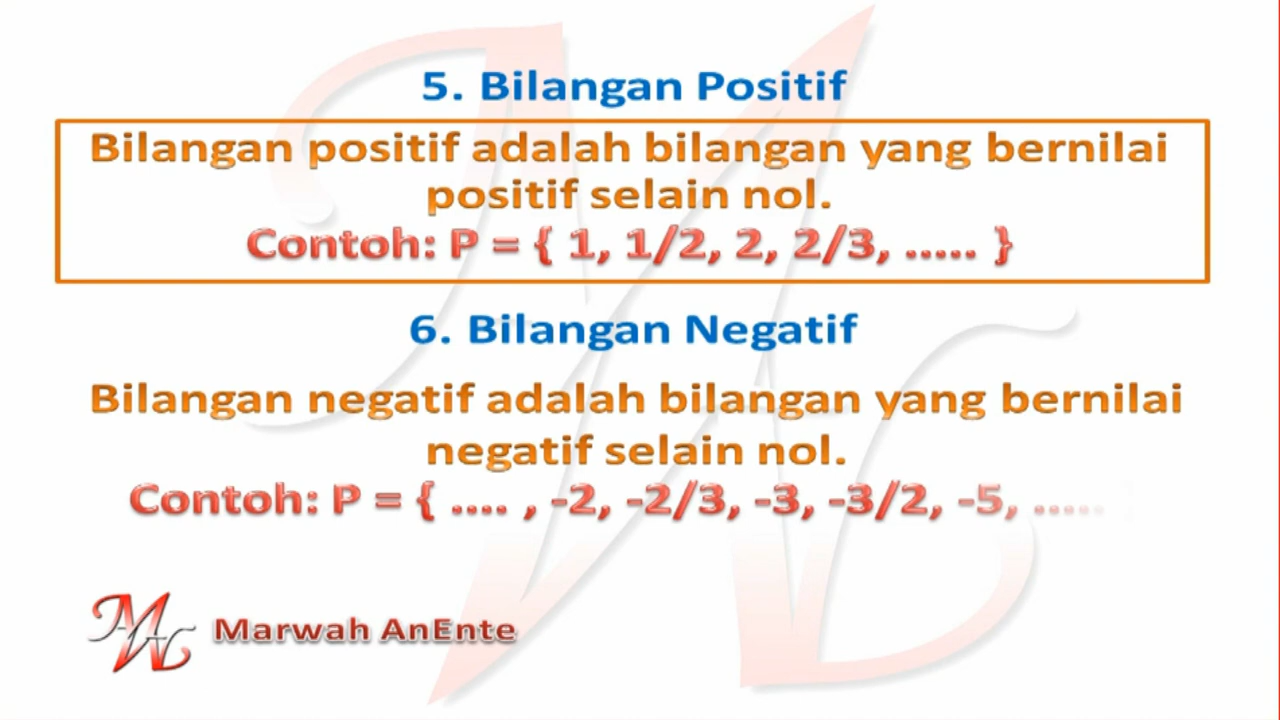 5. Bilangan Positif
Bilangan positif adalah bilangan yang bernilai
positif selain nol.
Contoh: P = { 1, 1/2, 2, 2/3, ..... }
6. Bilangan Negatif
Bilangan negatif adalah bilangan yang bernilai
negatif selain nol.
Contoh: P = { .... , -2, -2/3, -3, -3/2, -5, .....
Marwah AnEnte